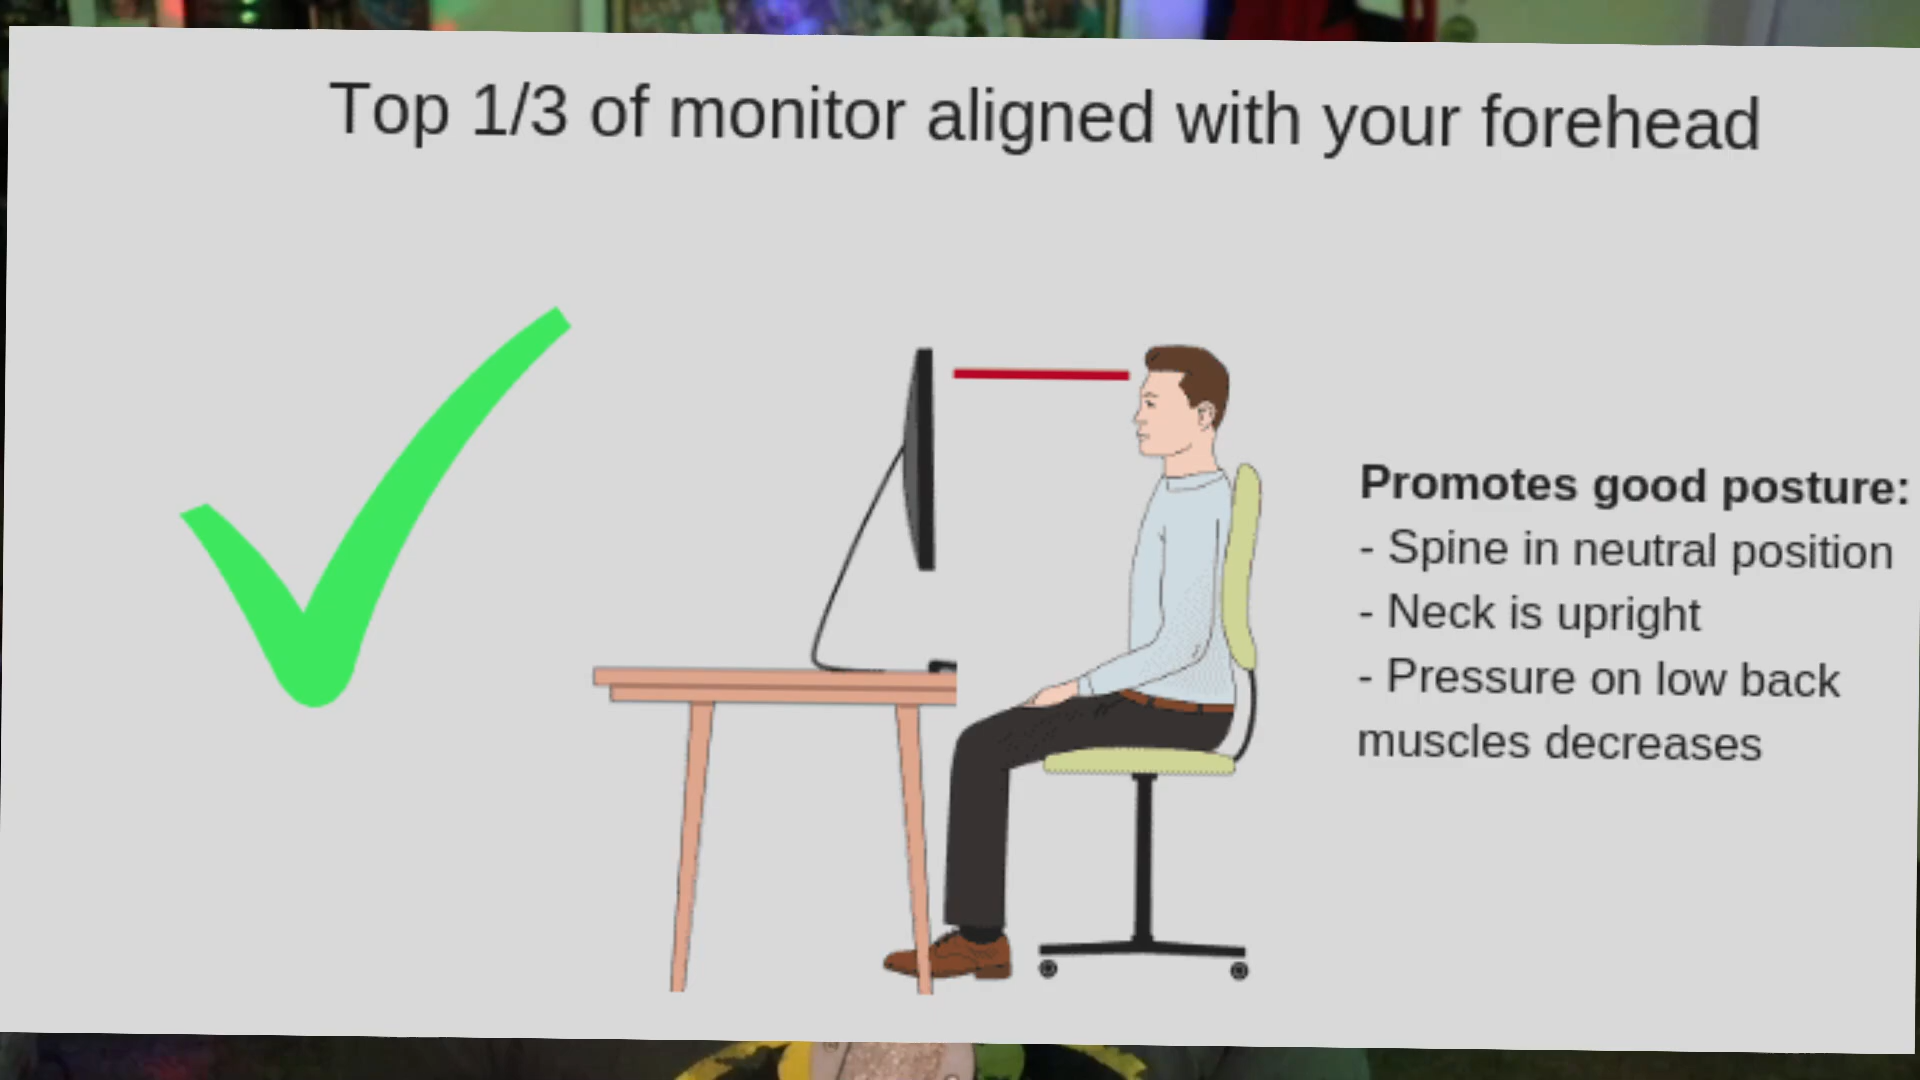 Top 1/3 of monitor aligned with your forehead
Promotes good posture:
- Spine in neutral position
- Neck is upright
- Pressure on low back
muscles decreases